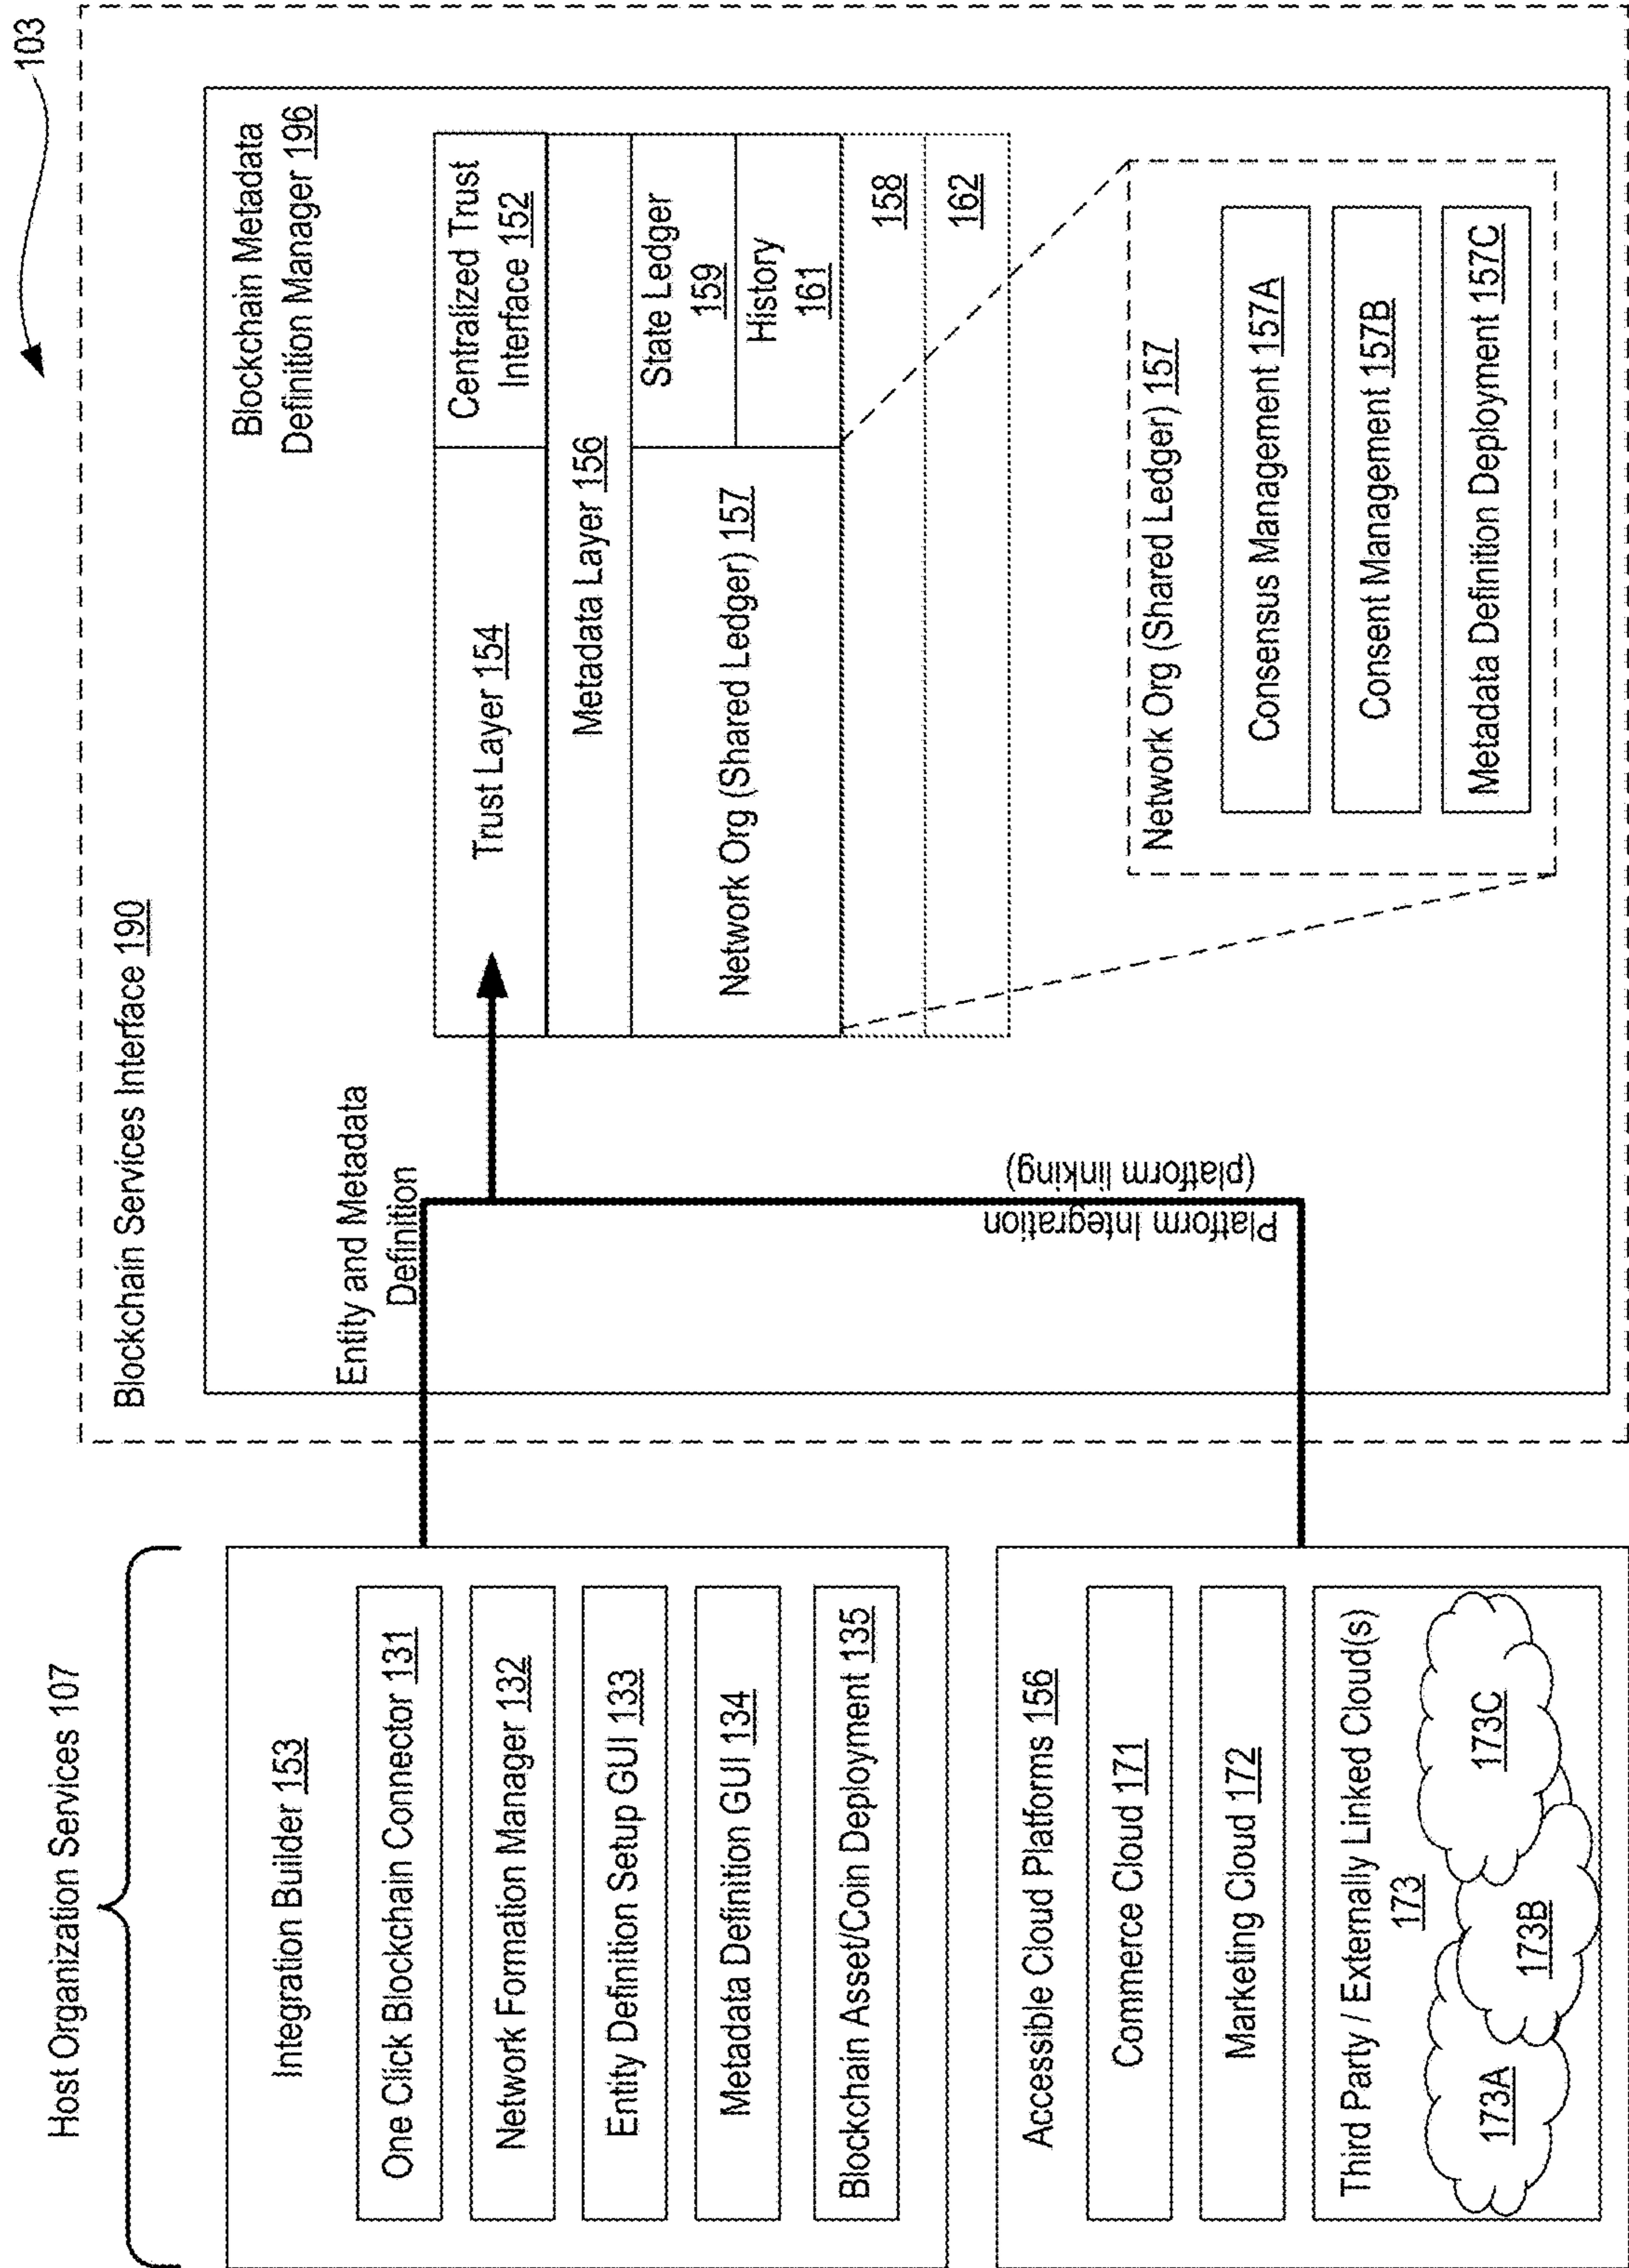 103
Host Organization Services 107
Integration Builder 153
One Click Blockchain Connector 131
Network Formation Manager 132
Entity Definition Setup GUI 133
Metadata Definition GUI 134
Blockchain Asset/Coin Deployment 135
Accessible Cloud Platforms 156
Commerce Cloud 171
Marketing Cloud 172
Third Party / Externally Linked Cloud(s)
173
173A
173B
173C
Blockchain Services Interface 190
Blockchain Metadata
Definition Manager 196
Entity and Metadata
Definition
Platform Integration
(platform linking)
Trust Layer 154
Centralized Trust
Interface 152
Metadata Layer 156
Network Org (Shared Ledger) 157
State Ledger
159
History
161
158
162
Network Org (Shared Ledger) 157
Consensus Management 157A
Consent Management 157B
Metadata Definition Deployment 157C